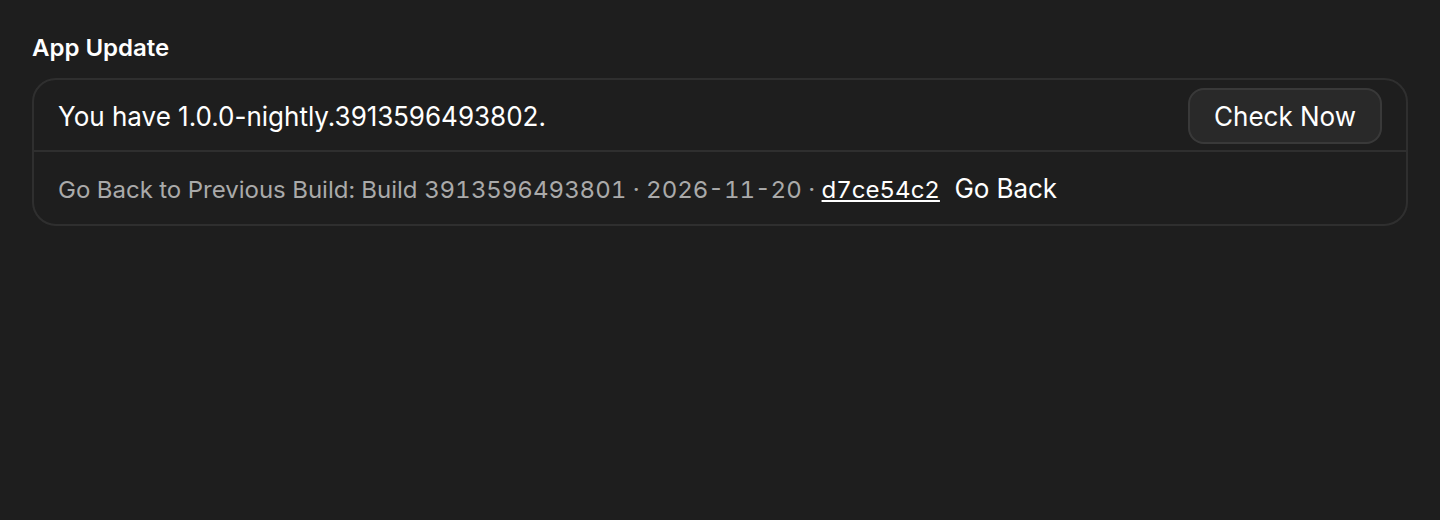 App Update
You have 1.0.0-nightly.3913596493802.
Check Now
Go Back to Previous Build: Build 3913596493801 · 2026-11-20 · d7ce54c2 Go Back